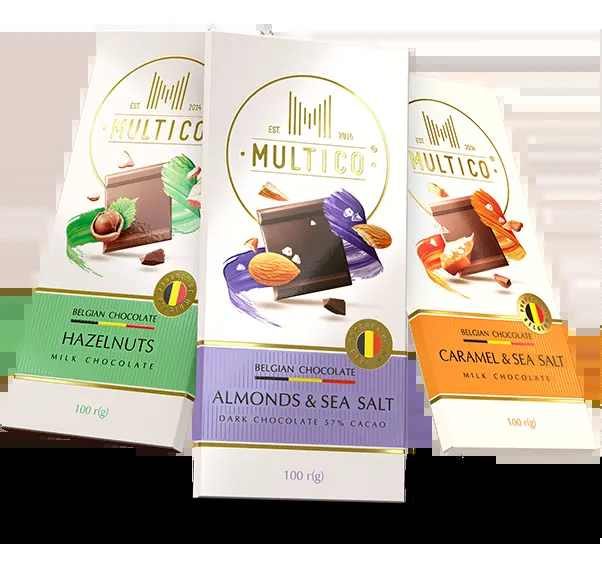 EST. 2014
MULTICO
BELGIAN CHOCOLATE
HAZELNUTS
MILK CHOCOLATE
100 г(g)
EST. 2015
MULTICO®
BELGIAN CHOCOLATE
ALMONDS & SEA SALT
DARK CHOCOLATE 57% CACAO
100 г(g)
EST. 2014
MULTICO®
BELGIAN CHOCOLATE
CARAMEL & SEA SALT
MILK CHOCOLATE
100 г(g)